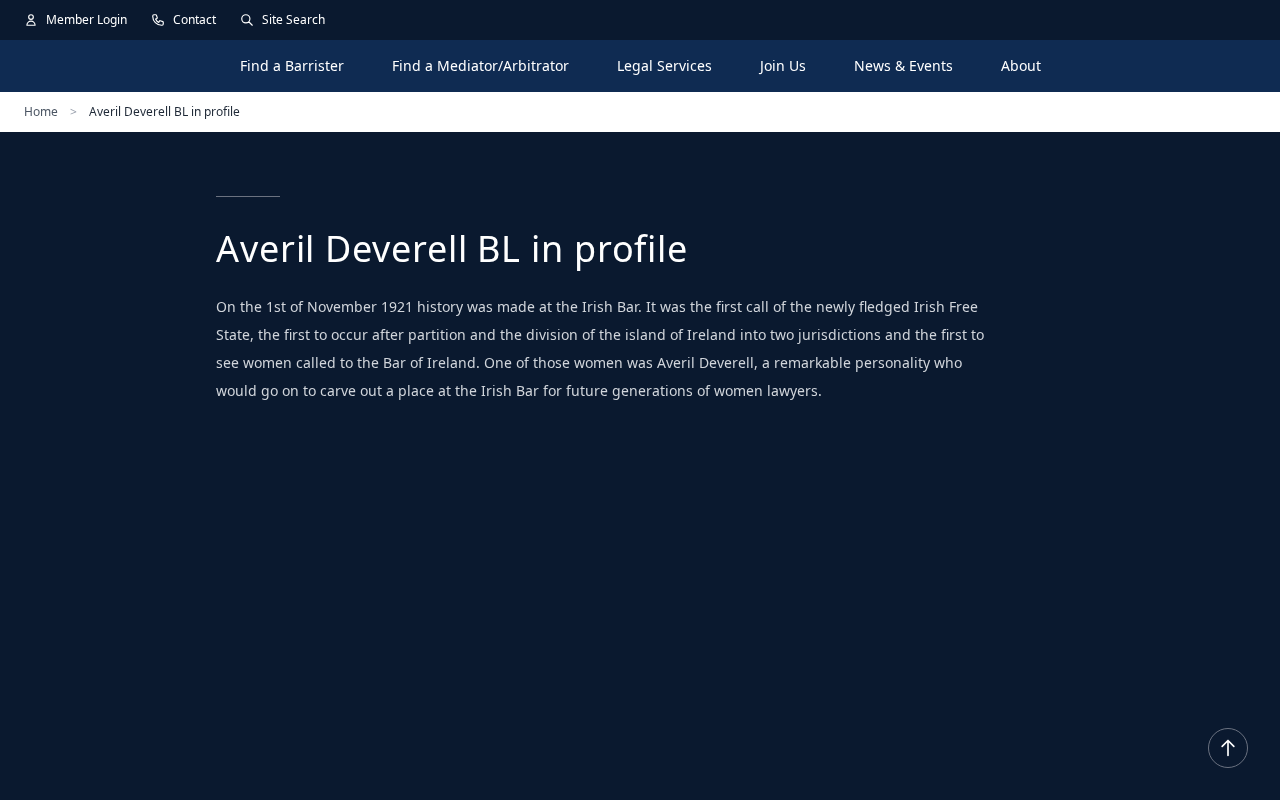 Member Login
Contact
Site Search
Find a Barrister
Find a Mediator/Arbitrator
Legal Services
Join Us
News & Events
About
Home > Averil Deverell BL in profile
Averil Deverell BL in profile
On the 1st of November 1921 history was made at the Irish Bar. It was the first call of the newly fledged Irish Free
State, the first to occur after partition and the division of the island of Ireland into two jurisdictions and the first to
see women called to the Bar of Ireland. One of those women was Averil Deverell, a remarkable personality who
would go on to carve out a place at the Irish Bar for future generations of women lawyers.